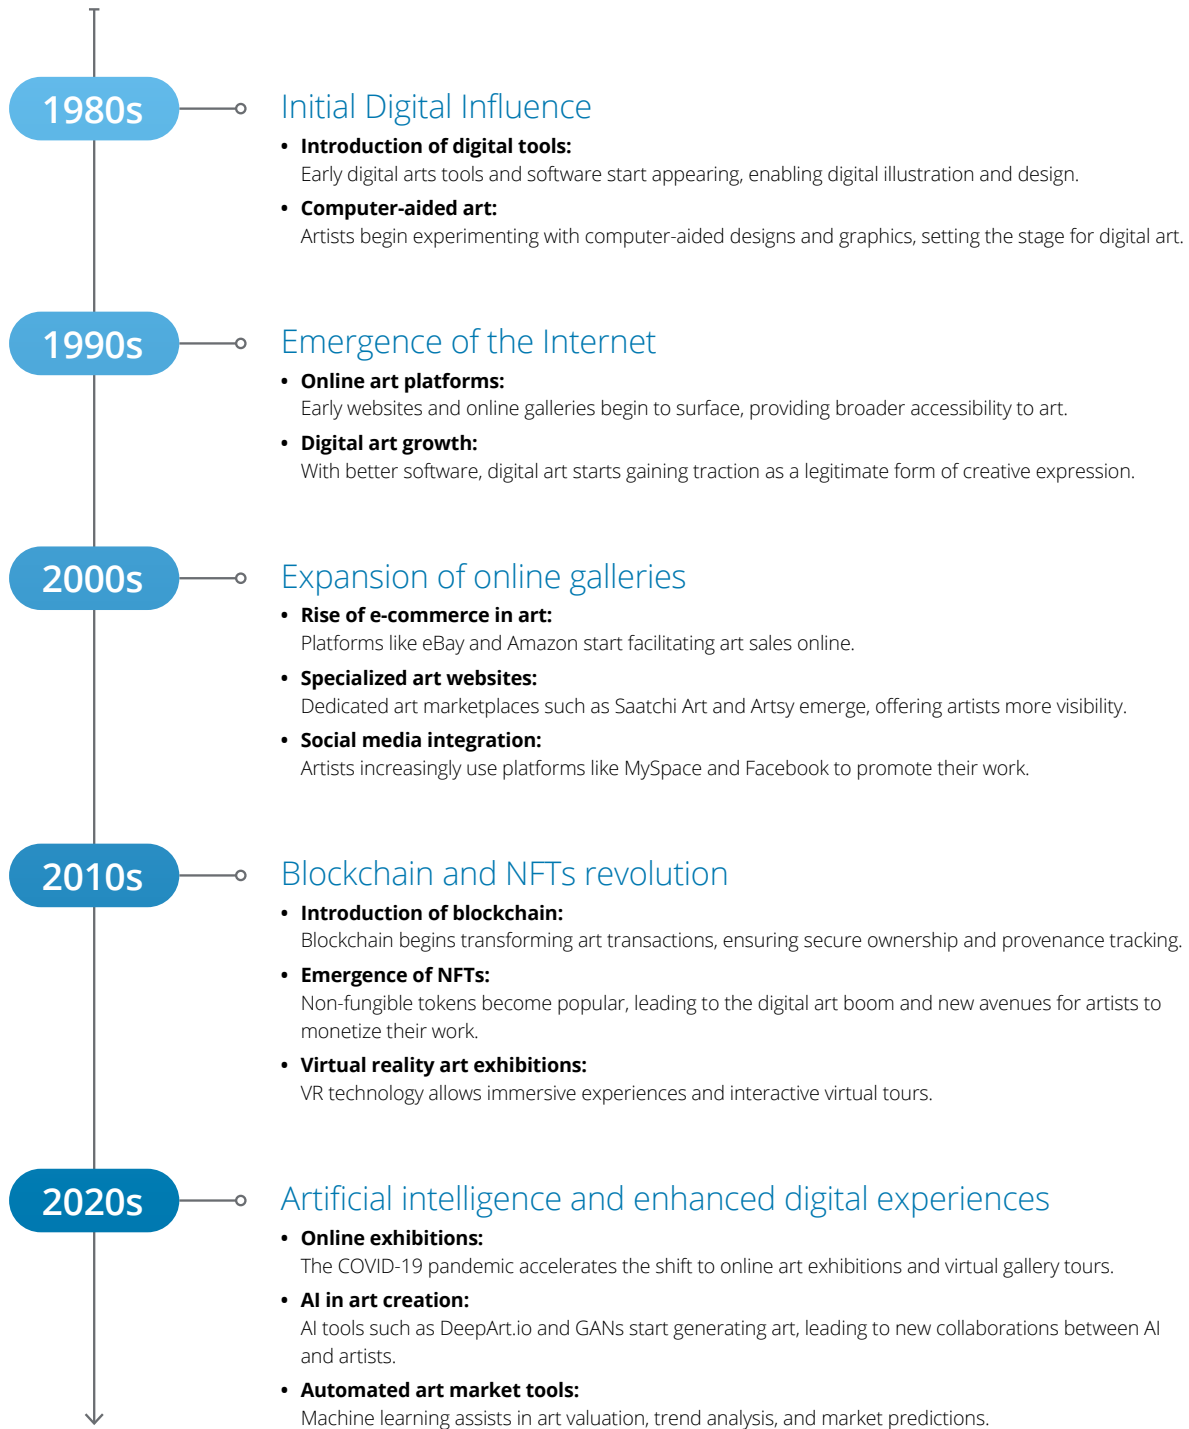 1980s
Initial Digital Influence
• Introduction of digital tools:
Early digital arts tools and software start appearing, enabling digital illustration and design.
• Computer-aided art:
Artists begin experimenting with computer-aided designs and graphics, setting the stage for digital art.
1990s
Emergence of the Internet
• Online art platforms:
Early websites and online galleries begin to surface, providing broader accessibility to art.
• Digital art growth:
With better software, digital art starts gaining traction as a legitimate form of creative expression.
2000s
Expansion of online galleries
• Rise of e-commerce in art:
Platforms like eBay and Amazon start facilitating art sales online.
• Specialized art websites:
Dedicated art marketplaces such as Saatchi Art and Artsy emerge, offering artists more visibility.
• Social media integration:
Artists increasingly use platforms like MySpace and Facebook to promote their work.
2010s
Blockchain and NFTs revolution
• Introduction of blockchain:
Blockchain begins transforming art transactions, ensuring secure ownership and provenance tracking.
• Emergence of NFTs:
Non-fungible tokens become popular, leading to the digital art boom and new avenues for artists to
monetize their work.
• Virtual reality art exhibitions:
VR technology allows immersive experiences and interactive virtual tours.
2020s
Artificial intelligence and enhanced digital experiences
• Online exhibitions:
The COVID-19 pandemic accelerates the shift to online art exhibitions and virtual gallery tours.
• AI in art creation:
AI tools such as DeepArt.io and GANs start generating art, leading to new collaborations between AI
and artists.
• Automated art market tools:
Machine learning assists in art valuation, trend analysis, and market predictions.